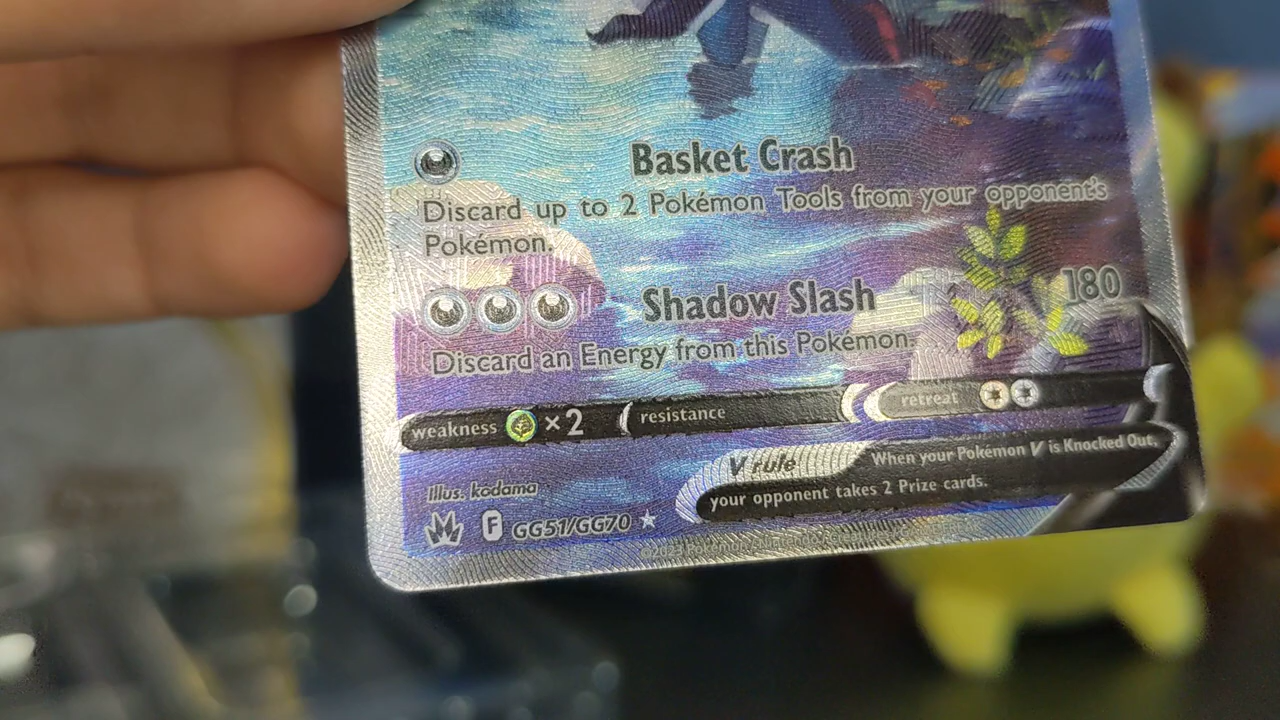 Basket Crash
Discard up to 2 Pokémon Tools from your opponent's
Pokémon.
Shadow Slash 180
Discard an Energy from this Pokémon.
weakness ×2 resistance retreat
V rule When your Pokémon V is Knocked Out,
your opponent takes 2 Prize cards.
Illus. kodama
F GG51/GG70
©2023 Pokémon